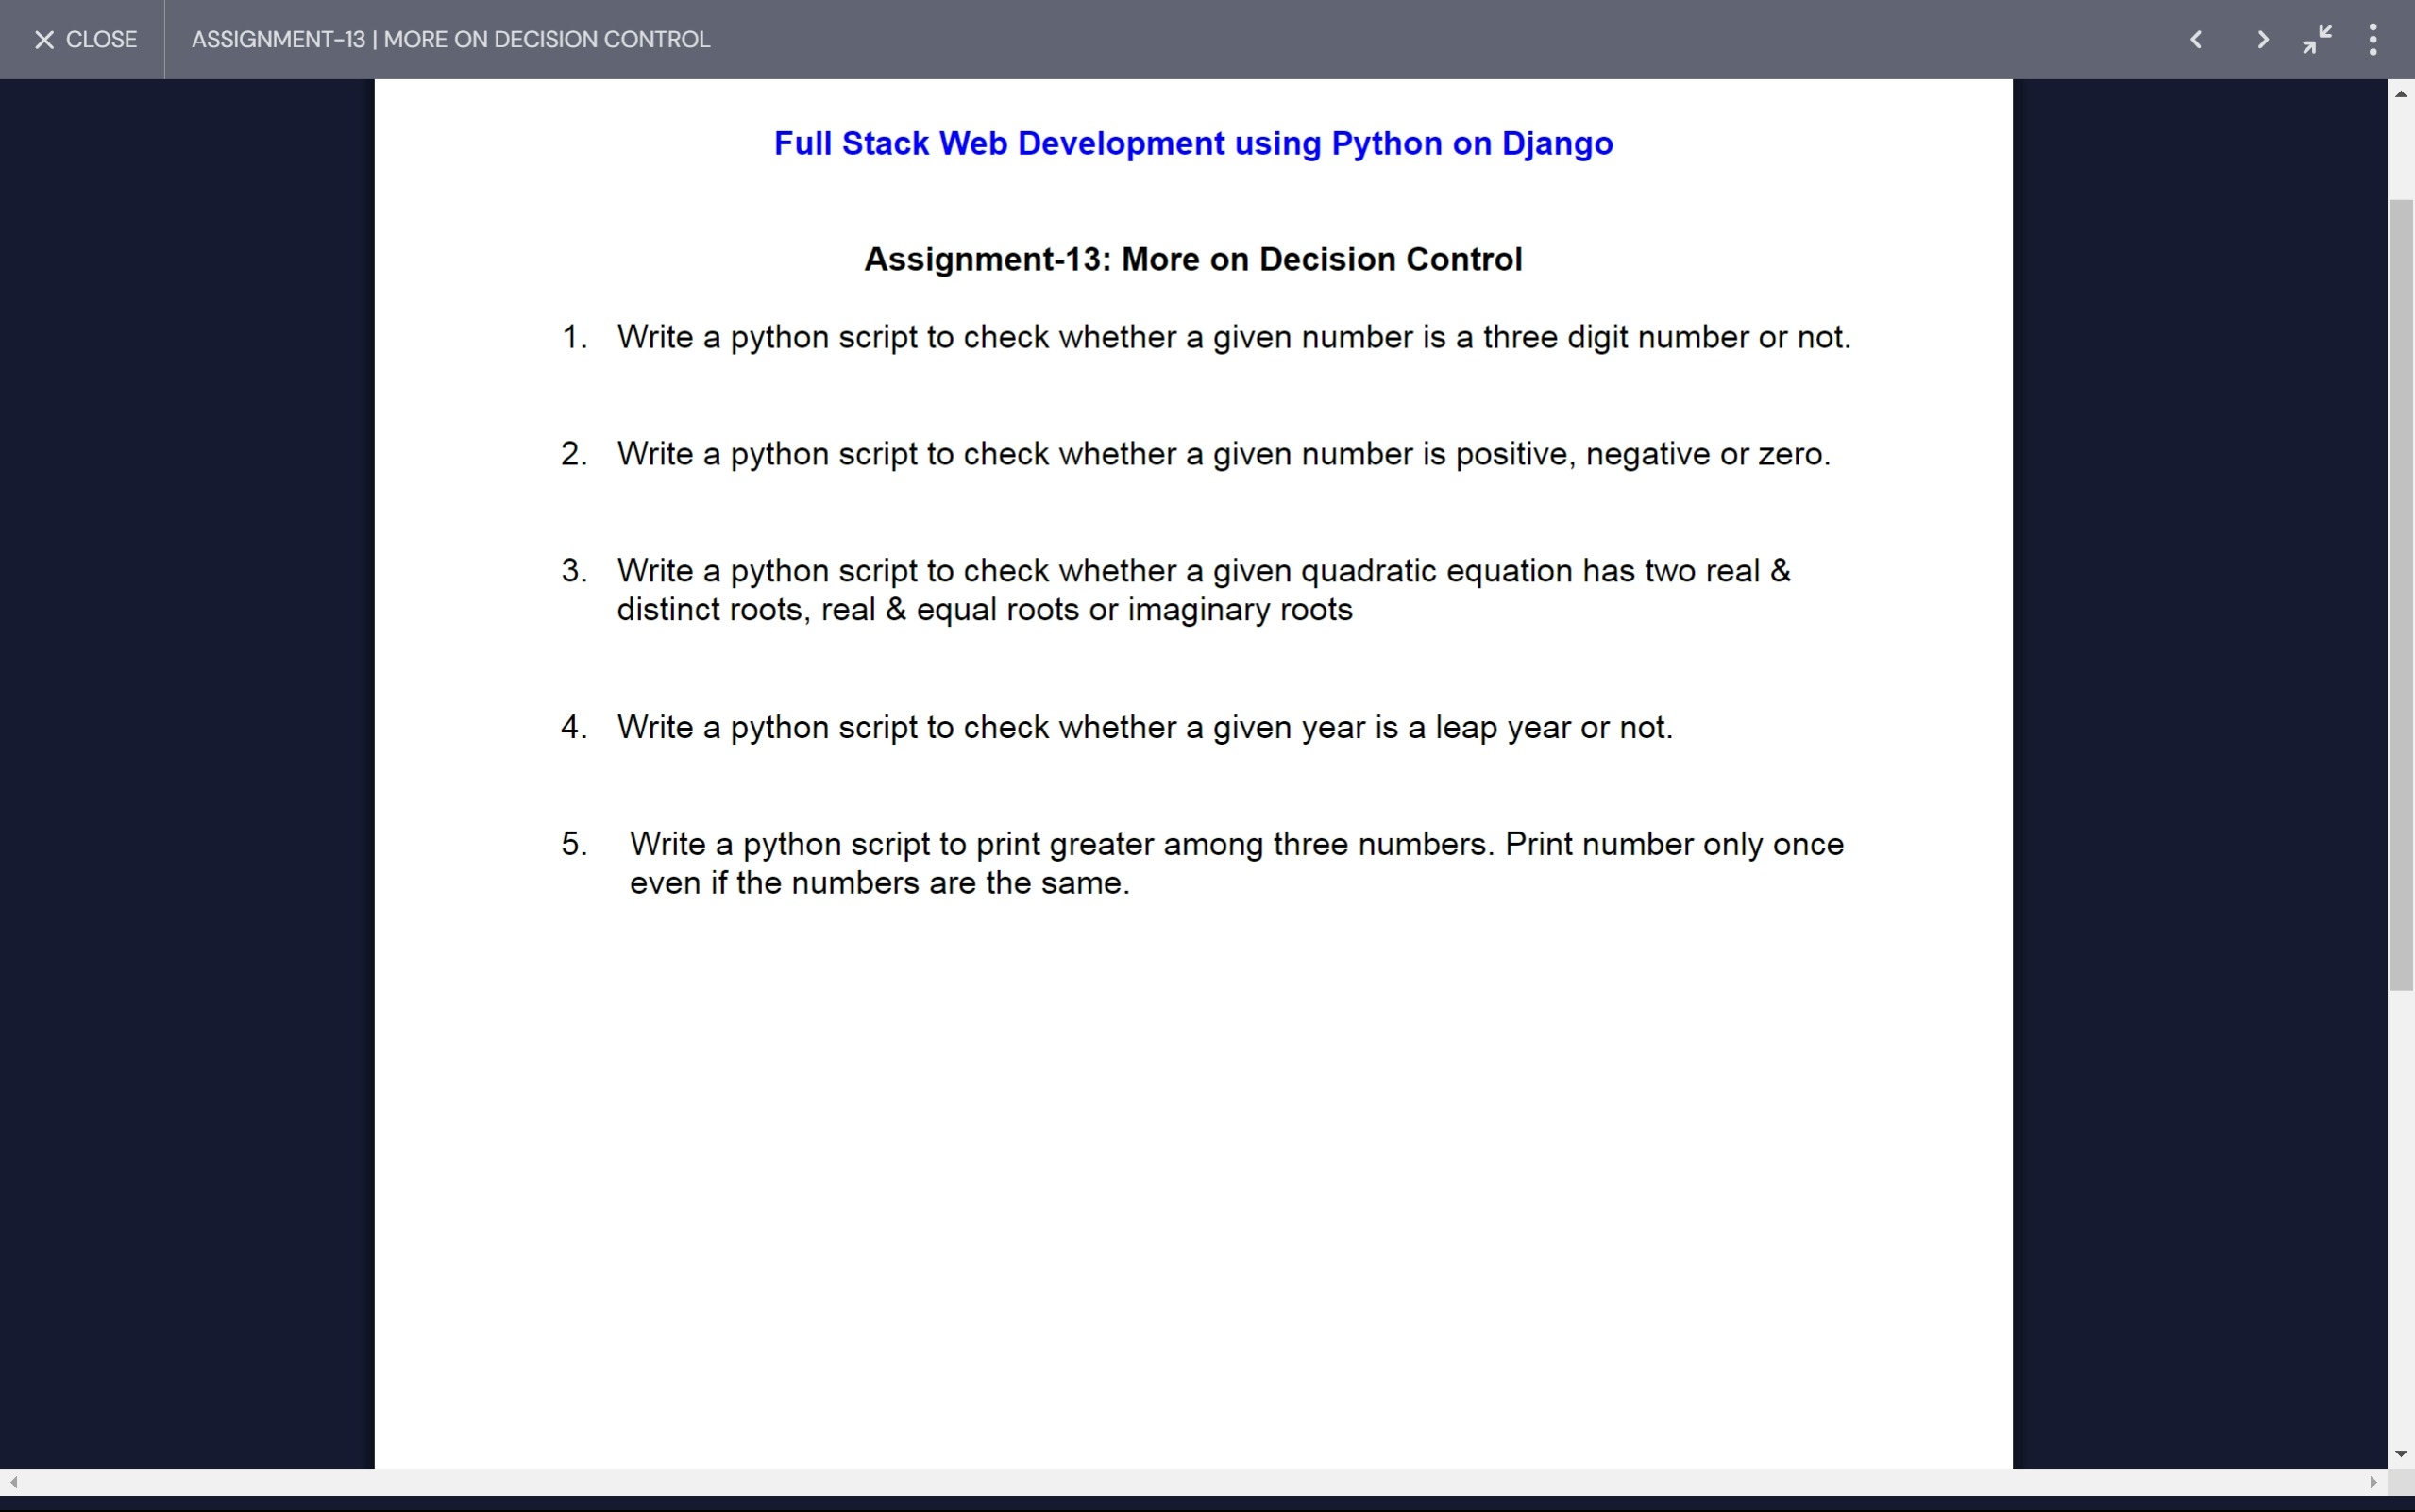 CLOSE
ASSIGNMENT-13 | MORE ON DECISION CONTROL
Full Stack Web Development using Python on Django
Assignment-13: More on Decision Control
1. Write a python script to check whether a given number is a three digit number or not.
2. Write a python script to check whether a given number is positive, negative or zero.
3. Write a python script to check whether a given quadratic equation has two real &
distinct roots, real & equal roots or imaginary roots
4. Write a python script to check whether a given year is a leap year or not.
5. Write a python script to print greater among three numbers. Print number only once
even if the numbers are the same.